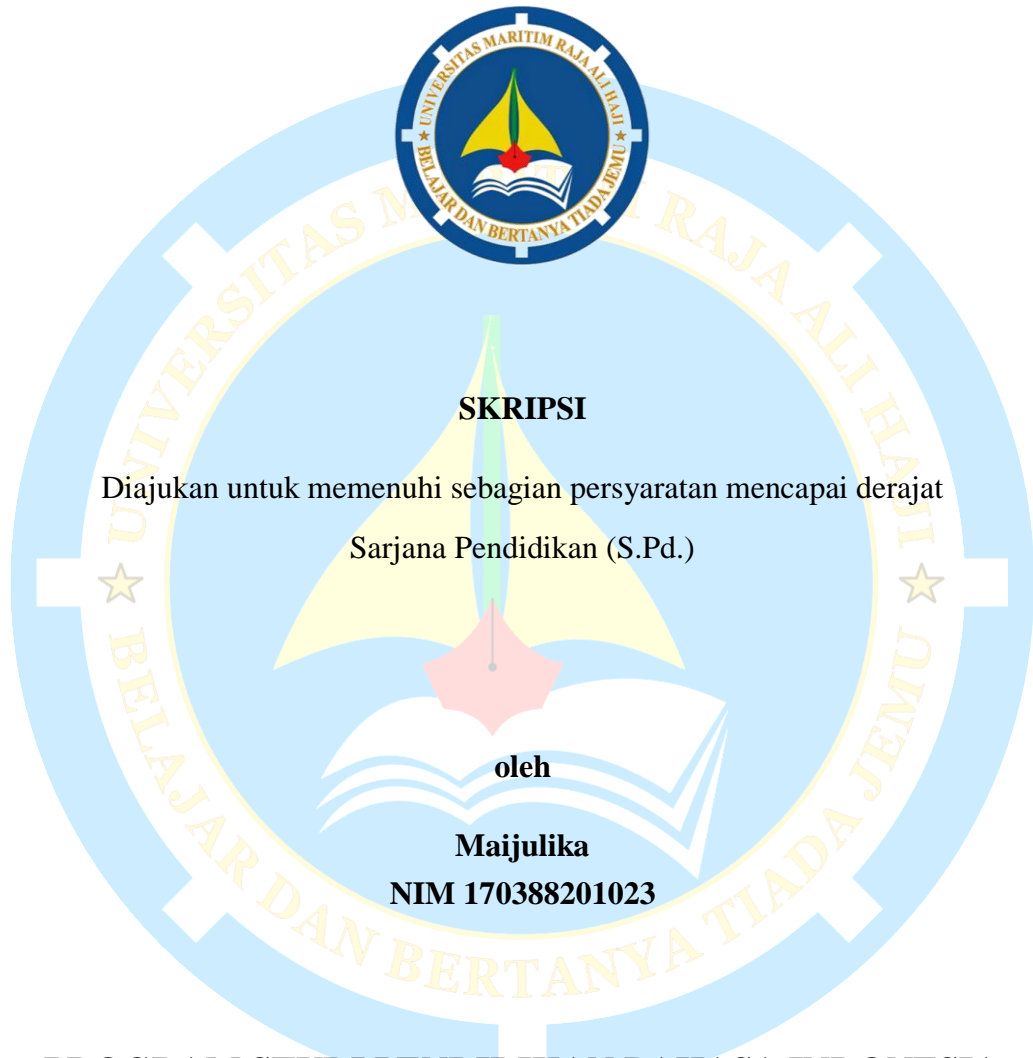 UNIVERSITAS MARITIM RAJA ALI HAJI
BELAJAR DAN BERTANYA TIADA JEMU
SKRIPSI
Diajukan untuk memenuhi sebagian persyaratan mencapai derajat
Sarjana Pendidikan (S.Pd.)
oleh
Maijulika
NIM 170388201023